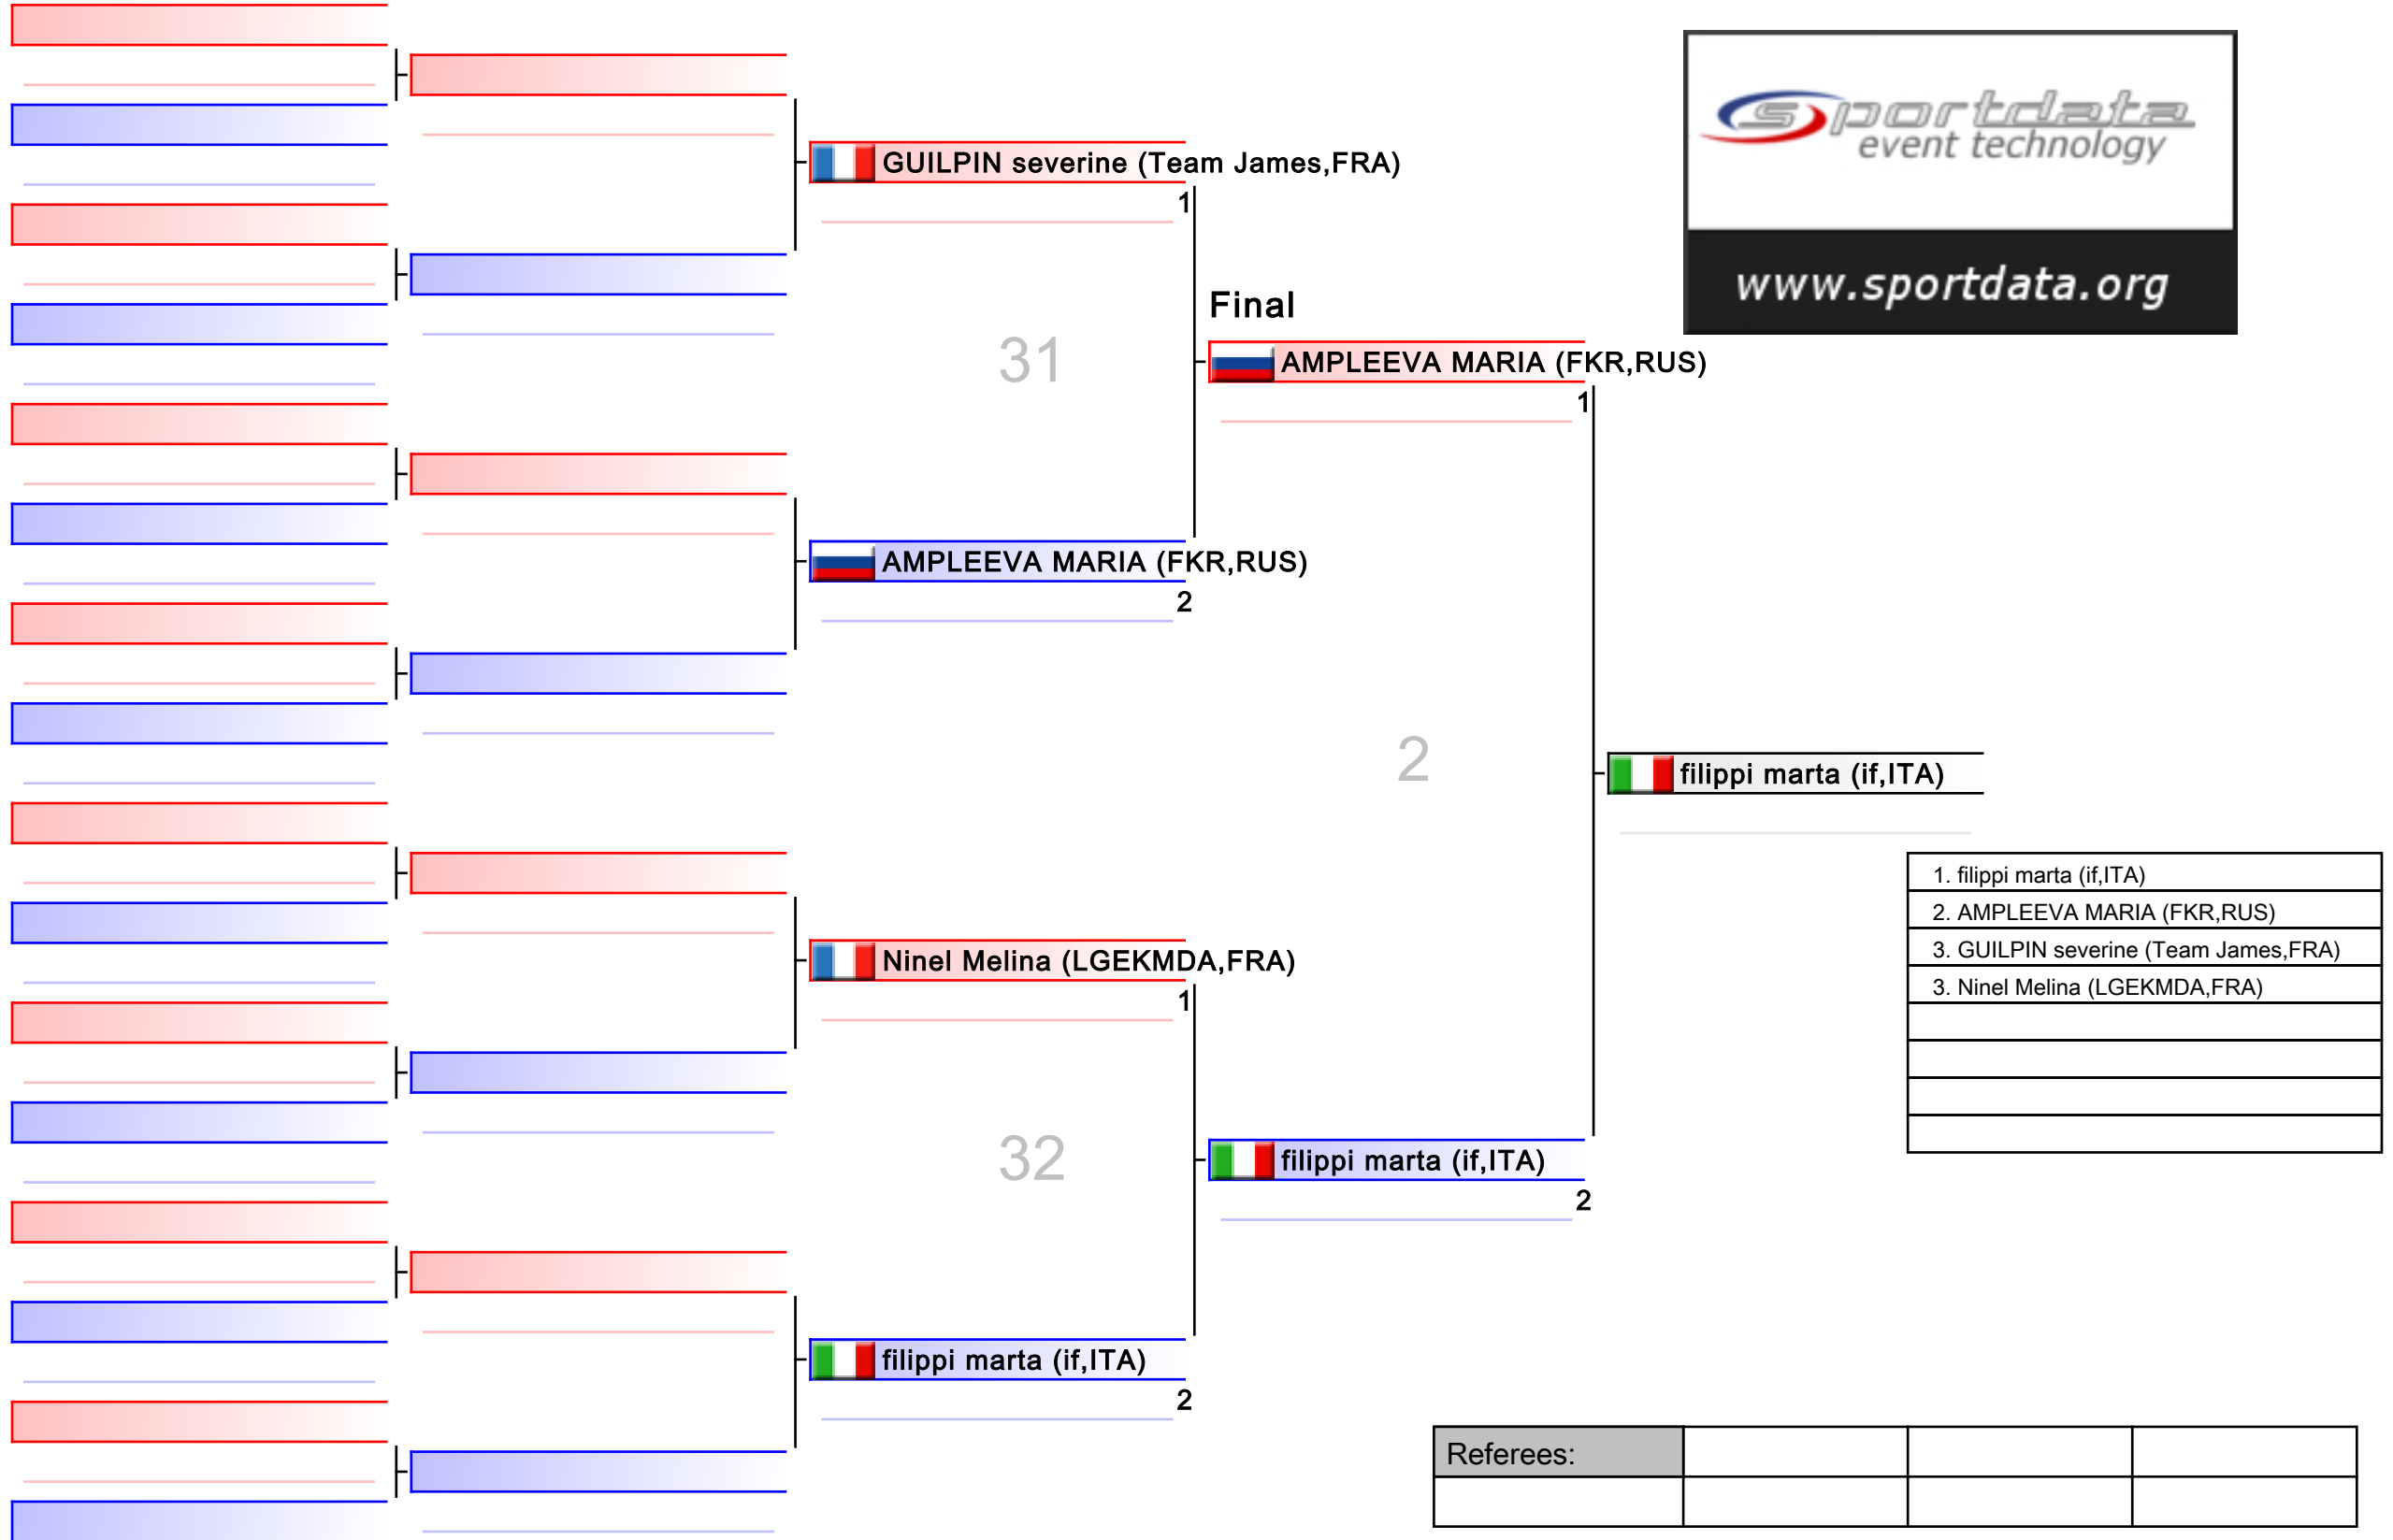 sportdata
event technology
www.sportdata.org
GUILPIN severine (Team James,FRA)
1
Final
31
AMPLEEVA MARIA (FKR,RUS)
1
AMPLEEVA MARIA (FKR,RUS)
2
2
filippi marta (if,ITA)
1. filippi marta (if,ITA)
2. AMPLEEVA MARIA (FKR,RUS)
3. GUILPIN severine (Team James,FRA)
3. Ninel Melina (LGEKMDA,FRA)
Ninel Melina (LGEKMDA,FRA)
1
32
filippi marta (if,ITA)
2
filippi marta (if,ITA)
2
Referees: